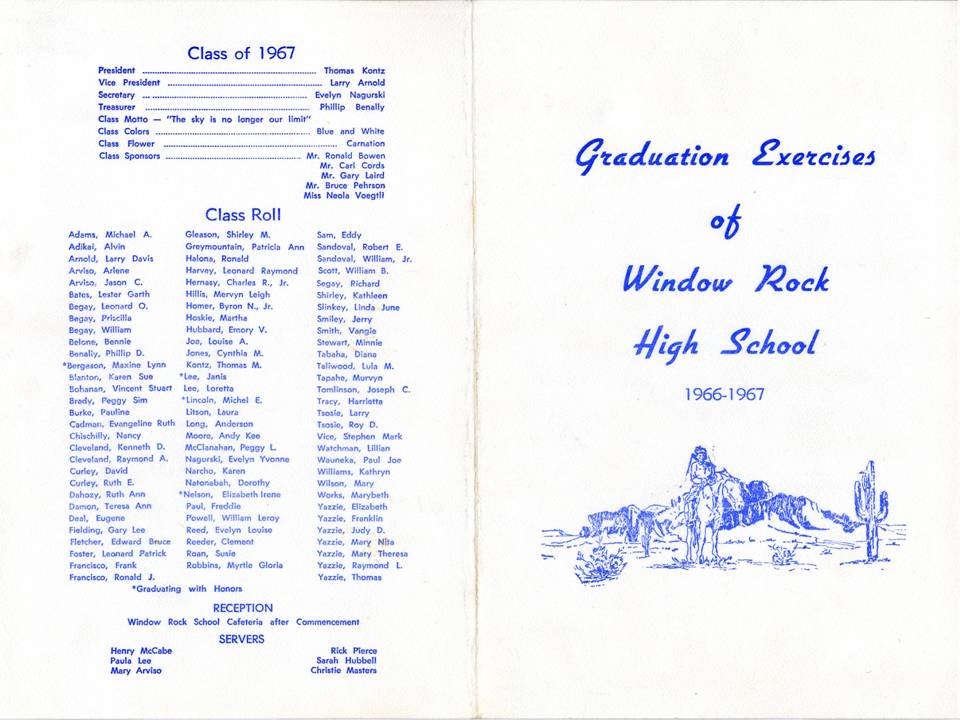 Class of 1967
President Thomas Kontz
Vice President Larry Arnold
Secretary Evelyn Nagurski
Treasurer Phillip Benally
Class Motto — "The sky is no longer our limit"
Class Colors Blue and White
Class Flower Carnation
Class Sponsors Mr. Ronald Bowen
Mr. Carl Cords
Mr. Gary Laird
Mr. Bruce Pehrson
Miss Neola Voegtli
Class Roll
Adams, Michael A.
Adikai, Alvin
Arnold, Larry Davis
Arviso, Arlene
Arviso, Jason C.
Bates, Lester Garth
Begay, Leonard O.
Begay, Priscilla
Begay, William
Belone, Bennie
Benally, Phillip D.
*Bergeson, Maxine Lynn
Blanton, Karen Sue
Bohanan, Vincent Stuart
Brady, Peggy Sim
Burke, Pauline
Cadman, Evangeline Ruth
Chischilly, Nancy
Cleveland, Kenneth D.
Cleveland, Raymond A.
Curley, David
Curley, Ruth E.
Dahozy, Ruth Ann
Damon, Teresa Ann
Deal, Eugene
Fielding, Gary Lee
Fletcher, Edward Bruce
Foster, Leonard Patrick
Francisco, Frank
Francisco, Ronald J.
Gleason, Shirley M.
Greymountain, Patricia Ann
Halona, Ronald
Harvey, Leonard Raymond
Hernasy, Charles R., Jr.
Hillis, Mervyn Leigh
Homer, Byron N., Jr.
Hoskie, Martha
Hubbard, Emory V.
Joe, Louise A.
Jones, Cynthia M.
Kontz, Thomas M.
*Lee, Janis
Lee, Loretta
*Lincoln, Michel E.
Litson, Laura
Long, Anderson
Moore, Andy Kee
McClanahan, Peggy L.
Nagurski, Evelyn Yvonne
Narcho, Karen
Natonabah, Dorothy
*Nelson, Elizabeth Irene
Paul, Freddie
Powell, William Leroy
Reed, Evelyn Louise
Reeder, Clement
Roan, Susie
Robbins, Myrtle Gloria
Sam, Eddy
Sandoval, Robert E.
Sandoval, William, Jr.
Scott, William B.
Segay, Richard
Shirley, Kathleen
Slinkey, Linda June
Smiley, Jerry
Smith, Vangie
Stewart, Minnie
Tabaha, Diana
Taliwood, Lula M.
Tapahe, Murvyn
Tomlinson, Joseph C.
Tracy, Harrietta
Tsosie, Larry
Tsosie, Roy D.
Vice, Stephen Mark
Watchman, Lillian
Wauneka, Paul Joe
Williams, Kathryn
Wilson, Mary
Works, Marybeth
Yazzie, Elizabeth
Yazzie, Franklin
Yazzie, Judy D.
Yazzie, Mary Nita
Yazzie, Mary Theresa
Yazzie, Raymond L.
Yazzie, Thomas
*Graduating with Honors
RECEPTION
Window Rock School Cafeteria after Commencement
SERVERS
Henry McCabe Rick Pierce
Paula Lee Sarah Hubbell
Mary Arviso Christie Masters
Graduation Exercises
of
Window Rock
High School
1966-1967